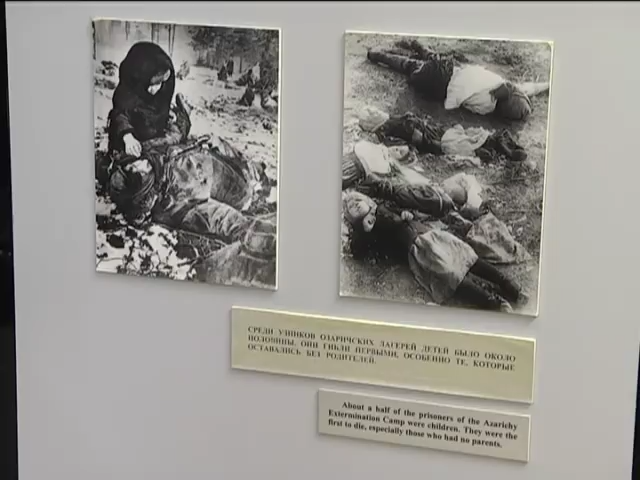 СРЕДИ УЗНИКОВ ОЗАРИЧСКИХ ЛАГЕРЕЙ ДЕТЕЙ БЫЛО ОКОЛО
ПОЛОВИНЫ. ОНИ ГИБЛИ ПЕРВЫМИ, ОСОБЕННО ТЕ, КОТОРЫЕ
ОСТАВАЛИСЬ БЕЗ РОДИТЕЛЕЙ.
About a half of the prisoners of the Azarichy
Extermination Camp were children. They were the
first to die, especially those who had no parents.